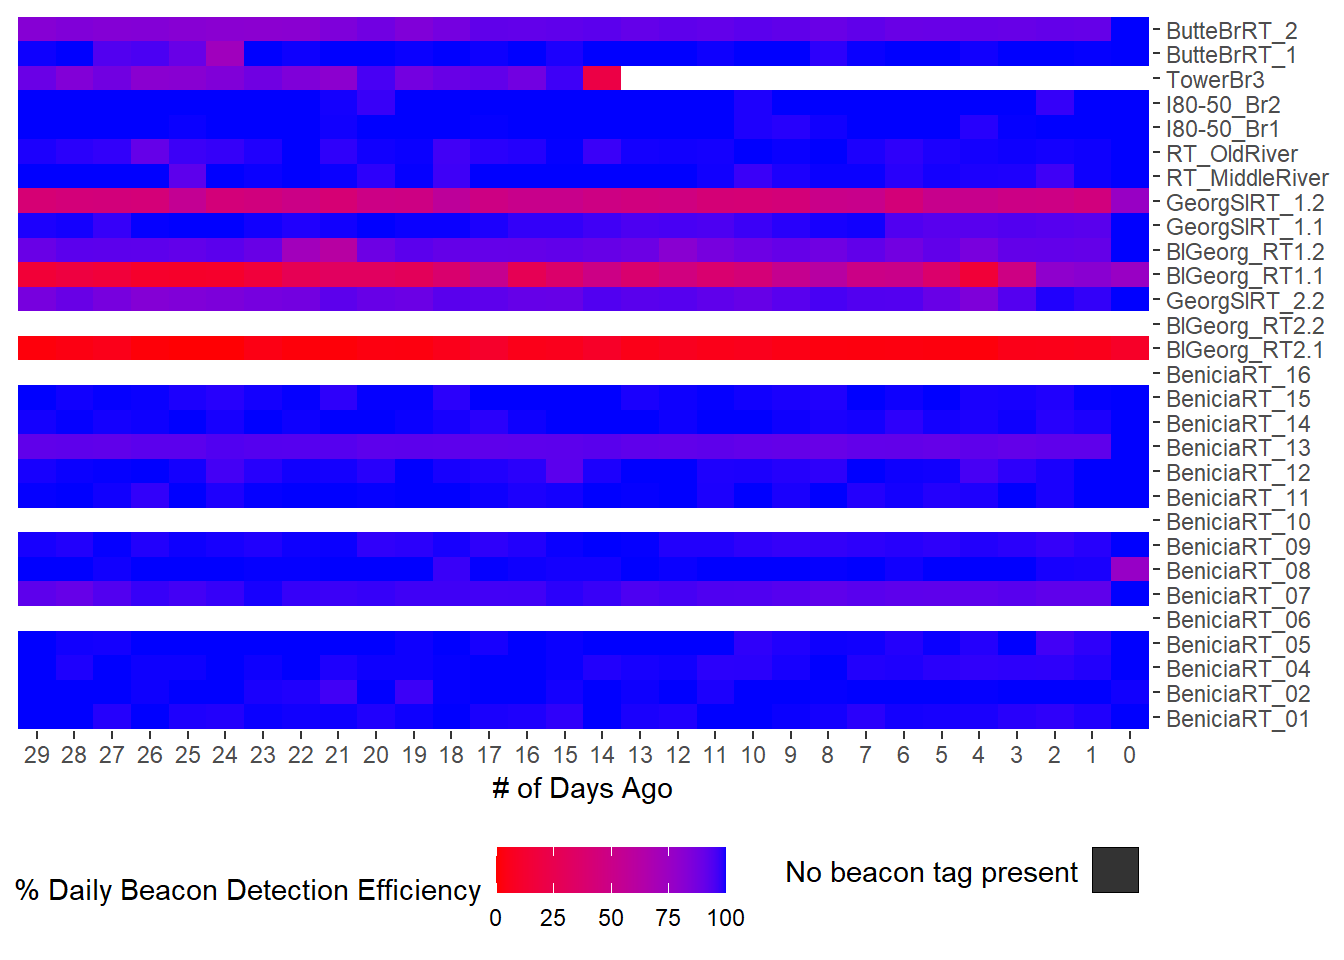 ButteBrRT_2
ButteBrRT_1
TowerBr3
I80-50_Br2
I80-50_Br1
RT_OldRiver
RT_MiddleRiver
GeorgSlRT_1.2
GeorgSlRT_1.1
BlGeorg_RT1.2
BlGeorg_RT1.1
GeorgSlRT_2.2
BlGeorg_RT2.2
BlGeorg_RT2.1
BeniciaRT_16
BeniciaRT_15
BeniciaRT_14
BeniciaRT_13
BeniciaRT_12
BeniciaRT_11
BeniciaRT_10
BeniciaRT_09
BeniciaRT_08
BeniciaRT_07
BeniciaRT_06
BeniciaRT_05
BeniciaRT_04
BeniciaRT_02
BeniciaRT_01
29 28 27 26 25 24 23 22 21 20 19 18 17 16 15 14 13 12 11 10 9 8 7 6 5 4 3 2 1 0
# of Days Ago
% Daily Beacon Detection Efficiency
0 25 50 75 100
No beacon tag present